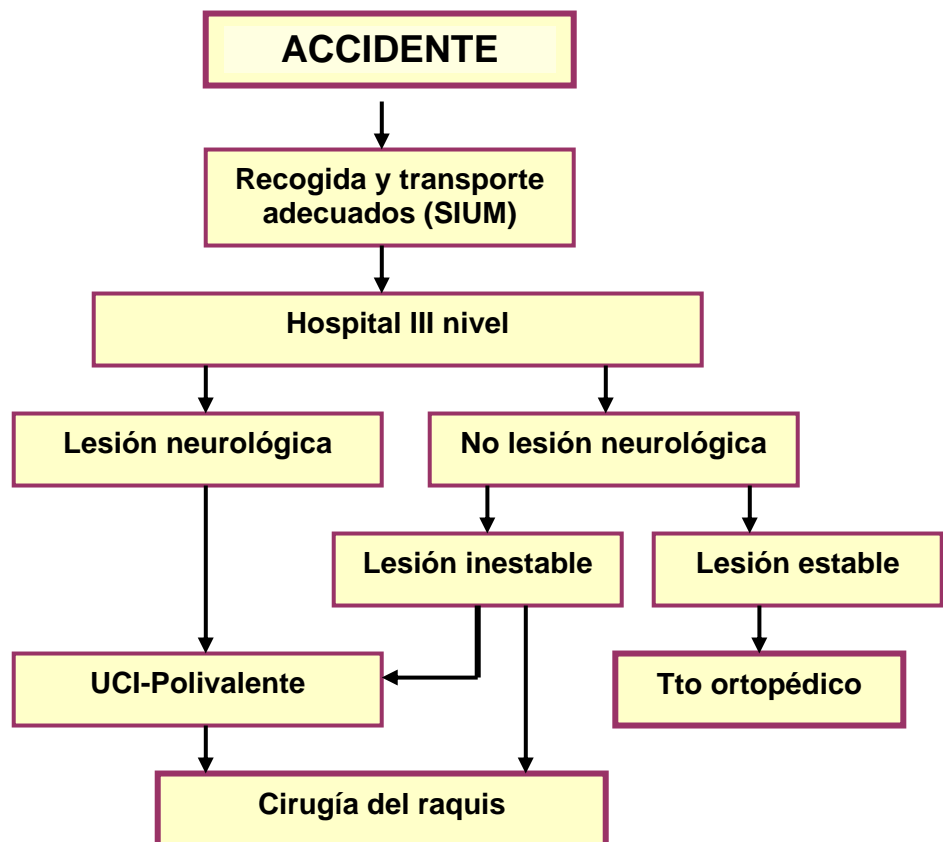 ACCIDENTE
Recogida y transporte
adecuados (SIUM)
Hospital III nivel
Lesión neurológica
No lesión neurológica
Lesión inestable
Lesión estable
UCI-Polivalente
Tto ortopédico
Cirugía del raquis